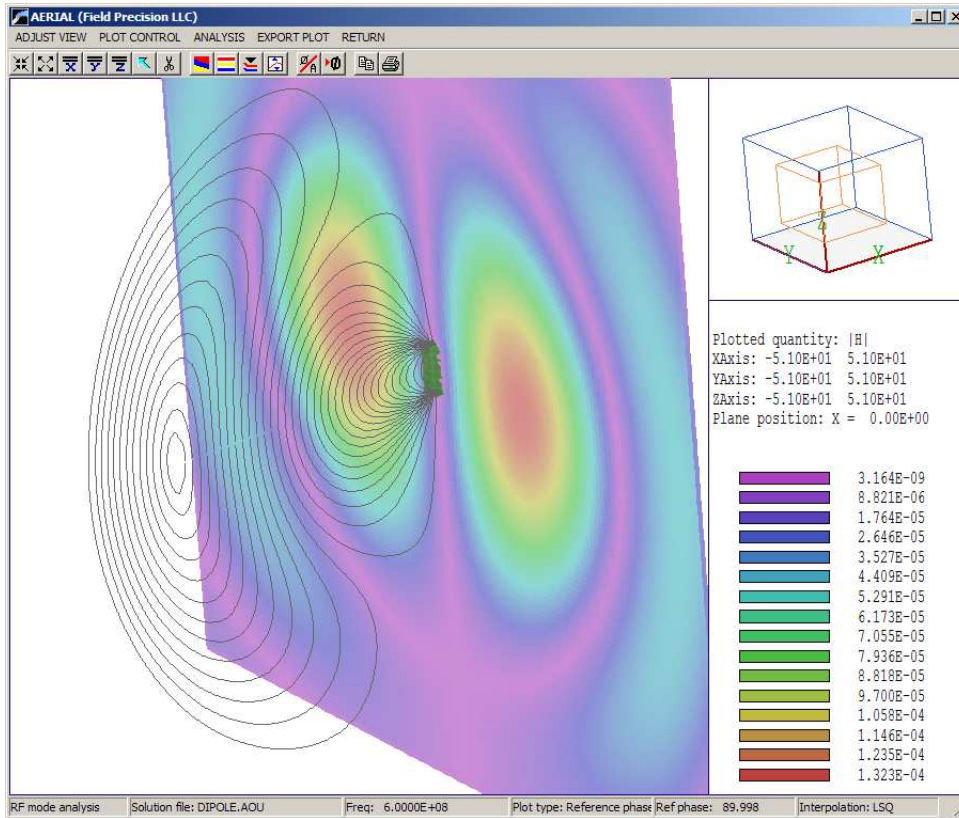 AERIAL (Field Precision LLC)
ADJUST VIEW PLOT CONTROL ANALYSIS EXPORT PLOT RETURN
X Y Z Ø/A Ø
Z
Y X
Plotted quantity: |H|
XAxis: -5.10E+01 5.10E+01
YAxis: -5.10E+01 5.10E+01
ZAxis: -5.10E+01 5.10E+01
Plane position: X = 0.00E+00
3.164E-09
8.821E-06
1.764E-05
2.646E-05
3.527E-05
4.409E-05
5.291E-05
6.173E-05
7.055E-05
7.936E-05
8.818E-05
9.700E-05
1.058E-04
1.146E-04
1.235E-04
1.323E-04
RF mode analysis Solution file: DIPOLE.AOU Freq: 6.0000E+08 Plot type: Reference phase Ref phase: 89.998 Interpolation: LSQ